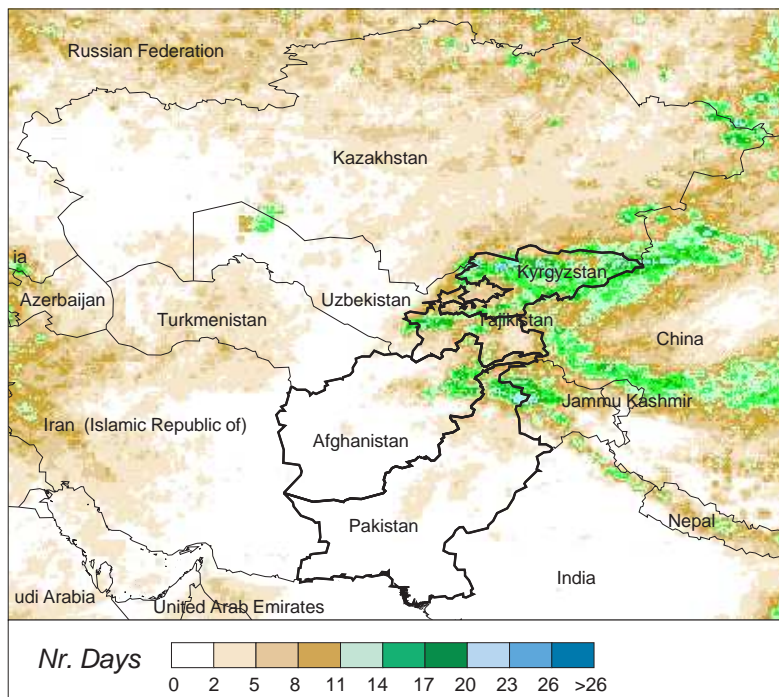 Russian Federation
Kazakhstan
ia
Kyrgyzstan
Azerbaijan
Uzbekistan
Turkmenistan
Tajikistan
China
Jammu Kashmir
Iran (Islamic Republic of)
Afghanistan
Pakistan
Nepal
India
udi Arabia
United Arab Emirates
Nr. Days
0 2 5 8 11 14 17 20 23 26 >26